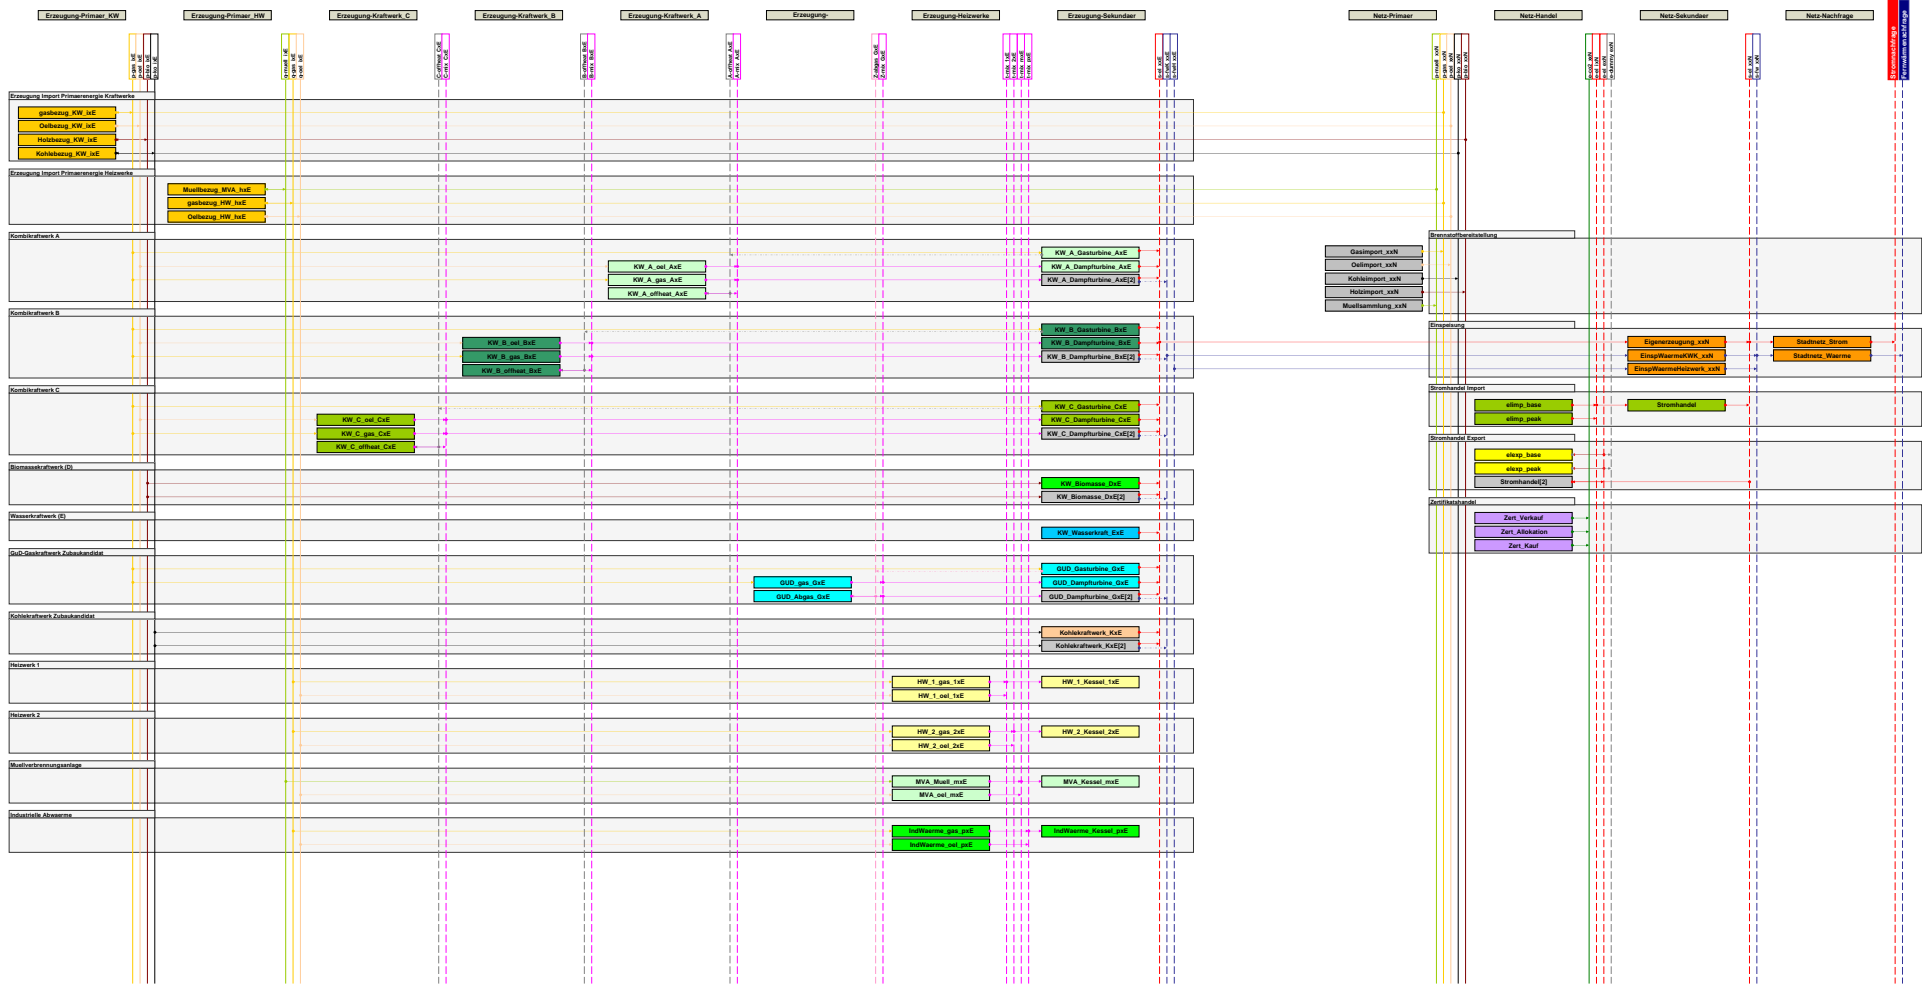 Erzeugung-Primaer_KW
Erzeugung-Primaer_HW
Erzeugung-Kraftwerk_C
Erzeugung-Kraftwerk_B
Erzeugung-Kraftwerk_A
Erzeugung-
Erzeugung-Heizwerke
Erzeugung-Sekundaer
Netz-Primaer
Netz-Handel
Netz-Sekundaer
Netz-Nachfrage
Stromnachfrage
Fernwärmenachfrage
Erzeugung Import Primaerenergie Kraftwerke
gasbezug_KW_ixE
Oelbezug_KW_ixE
Holzbezug_KW_ixE
Kohlebezug_KW_ixE
Erzeugung Import Primaerenergie Heizwerke
Muellbezug_MVA_hxE
gasbezug_HW_hxE
Oelbezug_HW_hxE
Kombikraftwerk A
KW_A_oel_AxE
KW_A_gas_AxE
KW_A_offheat_AxE
KW_A_Gasturbine_AxE
KW_A_Dampfturbine_AxE
KW_A_Dampfturbine_AxE[2]
Kombikraftwerk B
KW_B_oel_BxE
KW_B_gas_BxE
KW_B_offheat_BxE
KW_B_Gasturbine_BxE
KW_B_Dampfturbine_BxE
KW_B_Dampfturbine_BxE[2]
Kombikraftwerk C
KW_C_oel_CxE
KW_C_gas_CxE
KW_C_offheat_CxE
KW_C_Gasturbine_CxE
KW_C_Dampfturbine_CxE
KW_C_Dampfturbine_CxE[2]
Biomassekraftwerk (D)
KW_Biomasse_DxE
KW_Biomasse_DxE[2]
Wasserkraftwerk (E)
KW_Wasserkraft_ExE
GuD-Gaskraftwerk Zubaukandidat
GUD_gas_GxE
GUD_Abgas_GxE
GUD_Gasturbine_GxE
GUD_Dampfturbine_GxE
GUD_Dampfturbine_GxE[2]
Kohlekraftwerk Zubaukandidat
Kohlekraftwerk_KxE
Kohlekraftwerk_KxE[2]
Heizwerk 1
HW_1_gas_1xE
HW_1_oel_1xE
HW_1_Kessel_1xE
Heizwerk 2
HW_2_gas_2xE
HW_2_oel_2xE
HW_2_Kessel_2xE
Muellverbrennungsanlage
MVA_Muell_mxE
MVA_oel_mxE
MVA_Kessel_mxE
Industrielle Abwaerme
IndWaerme_gas_pxE
IndWaerme_oel_pxE
IndWaerme_Kessel_pxE
Brennstoffbereitstellung
Gasimport_xxN
Oelimport_xxN
Kohleimport_xxN
Holzimport_xxN
Muellsammlung_xxN
Einspeisung
Eigenerzeugung_xxN
EinspWaermeKWK_xxN
EinspWaermeHeizwerk_xxN
Stadtnetz_Strom
Stadtnetz_Waerme
Stromhandel Import
elimp_base
elimp_peak
Stromhandel
Stromhandel Export
elexp_base
elexp_peak
Stromhandel[2]
Zertifikatshandel
Zert_Verkauf
Zert_Allokation
Zert_Kauf